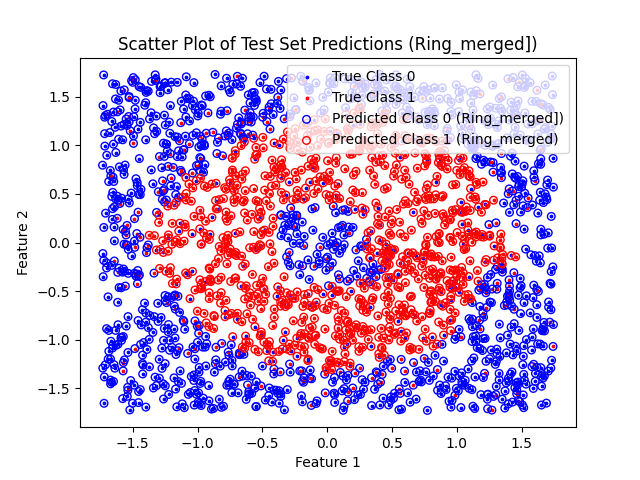 Scatter Plot of Test Set Predictions (Ring_merged])
True Class 0
True Class 1
Predicted Class 0 (Ring_merged])
Predicted Class 1 (Ring_merged)
1.5
1.0
0.5
0.0
−0.5
−1.0
−1.5
Feature 2
−1.5 −1.0 −0.5 0.0 0.5 1.0 1.5
Feature 1